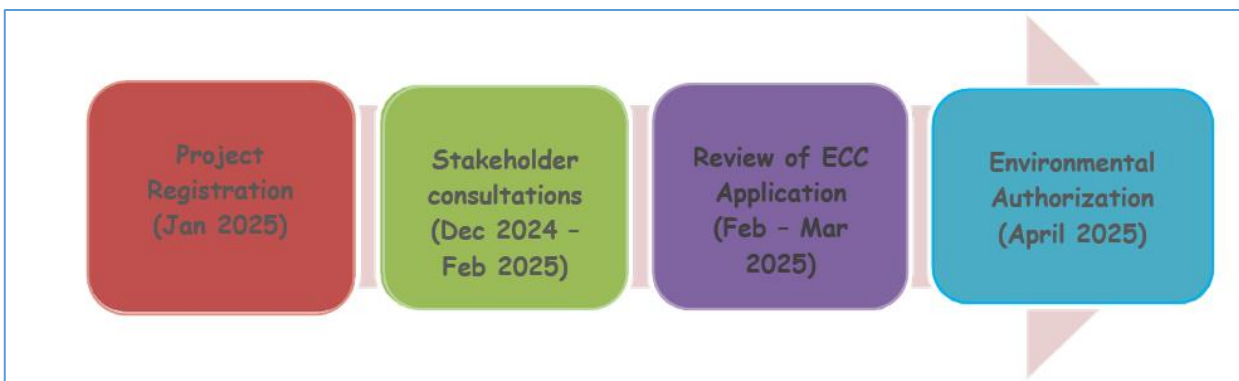 Project
Registration
(Jan 2025)
Stakeholder
consultations
(Dec 2024 –
Feb 2025)
Review of ECC
Application
(Feb – Mar
2025)
Environmental
Authorization
(April 2025)